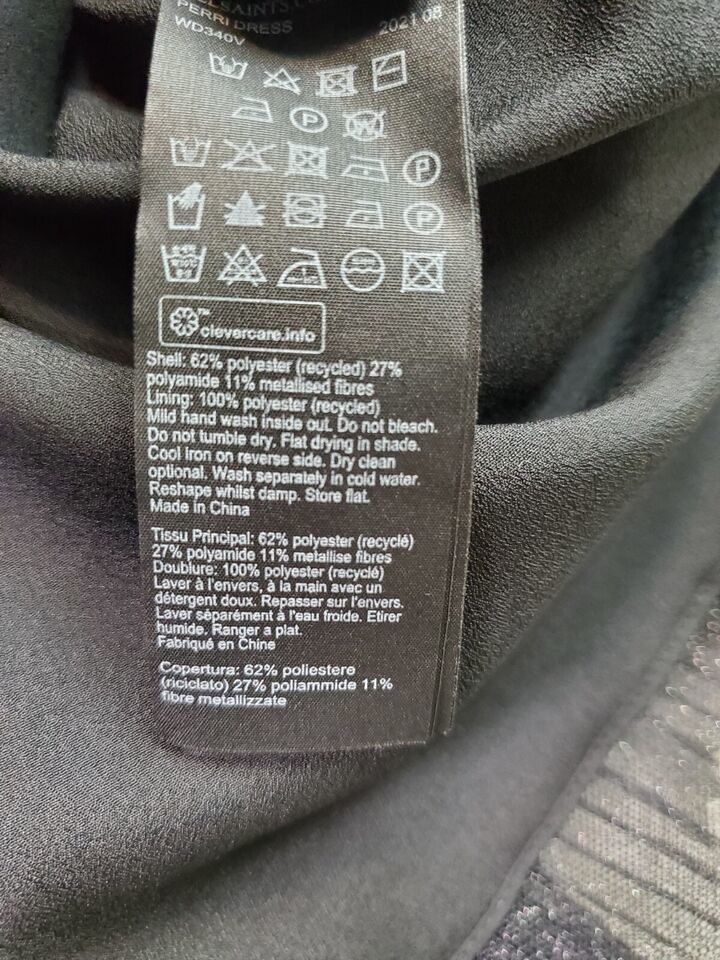 PERRI DRESS
WD340V
2021 08
clevercare.info
Shell: 62% polyester (recycled) 27%
polyamide 11% metallised fibres
Lining: 100% polyester (recycled)
Mild hand wash inside out. Do not bleach.
Do not tumble dry. Flat drying in shade.
Cool Iron on reverse side. Dry clean
optional. Wash separately in cold water.
Reshape whilst damp. Store flat.
Made in China
Tissu Principal: 62% polyester (recyclé)
27% polyamide 11% metallise fibres
Doublure: 100% polyester (recyclé)
Laver à l'envers, à la main avec un
détergent doux. Repasser sur l'envers.
Laver séparément à l'eau froide. Etirer
humide. Ranger a plat.
Fabriqué en Chine
Copertura: 62% poliestere
(riciclato) 27% poliammide 11%
fibre metallizzate